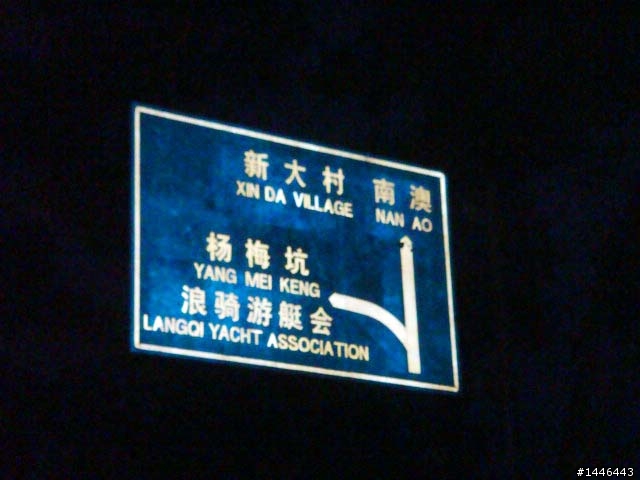 新大村 南澳
XIN DA VILLAGE NAN AO
杨梅坑
YANG MEI KENG
浪骑游艇会
LANGQI YACHT ASSOCIATION
#1446443